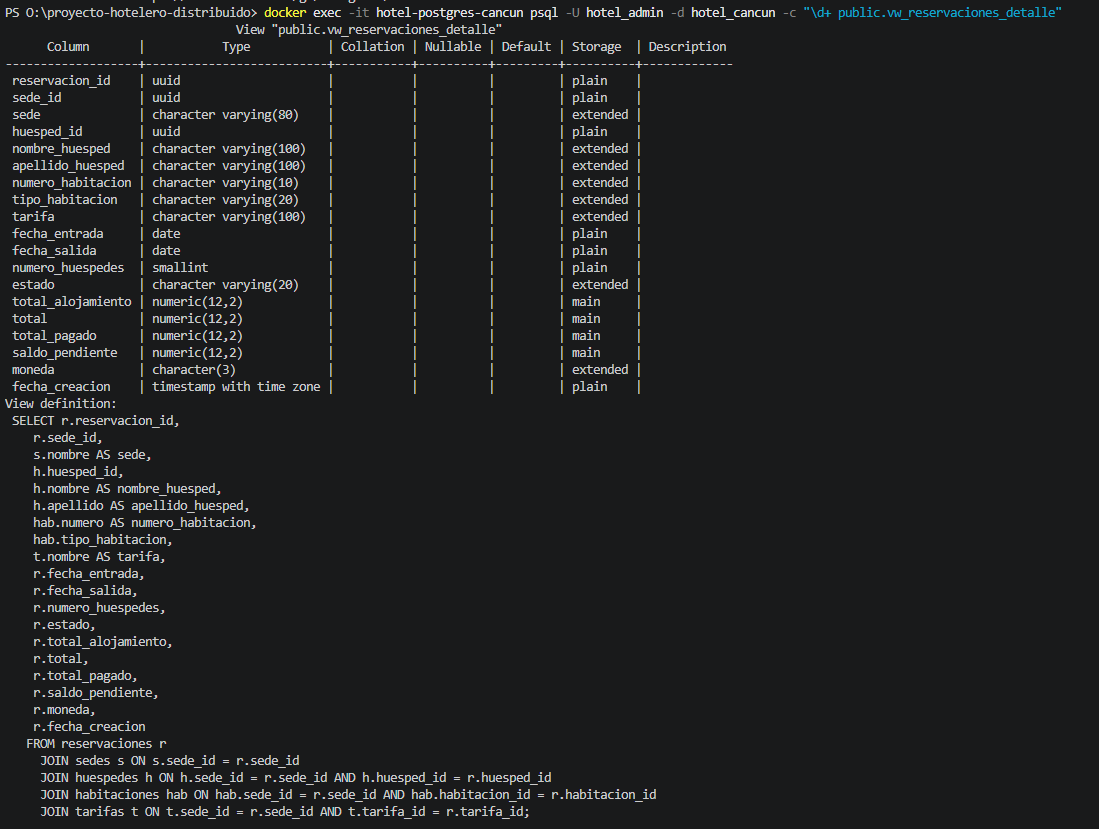 PS O:\proyecto-hotelero-distribuido> docker exec -it hotel-postgres-cancun psql -U hotel_admin -d hotel_cancun -c "\d+ public.vw_reservaciones_detalle"
View "public.vw_reservaciones_detalle"
Column | Type | Collation | Nullable | Default | Storage | Description
--------------------+--------------------------+-----------+----------+---------+----------+-------------
reservacion_id | uuid | | | | plain |
sede_id | uuid | | | | plain |
sede | character varying(80) | | | | extended |
huesped_id | uuid | | | | plain |
nombre_huesped | character varying(100) | | | | extended |
apellido_huesped | character varying(100) | | | | extended |
numero_habitacion | character varying(10) | | | | extended |
tipo_habitacion | character varying(20) | | | | extended |
tarifa | character varying(100) | | | | extended |
fecha_entrada | date | | | | plain |
fecha_salida | date | | | | plain |
numero_huespedes | smallint | | | | plain |
estado | character varying(20) | | | | extended |
total_alojamiento | numeric(12,2) | | | | main |
total | numeric(12,2) | | | | main |
total_pagado | numeric(12,2) | | | | main |
saldo_pendiente | numeric(12,2) | | | | main |
moneda | character(3) | | | | extended |
fecha_creacion | timestamp with time zone | | | | plain |
View definition:
SELECT r.reservacion_id,
r.sede_id,
s.nombre AS sede,
h.huesped_id,
h.nombre AS nombre_huesped,
h.apellido AS apellido_huesped,
hab.numero AS numero_habitacion,
hab.tipo_habitacion,
t.nombre AS tarifa,
r.fecha_entrada,
r.fecha_salida,
r.numero_huespedes,
r.estado,
r.total_alojamiento,
r.total,
r.total_pagado,
r.saldo_pendiente,
r.moneda,
r.fecha_creacion
FROM reservaciones r
JOIN sedes s ON s.sede_id = r.sede_id
JOIN huespedes h ON h.sede_id = r.sede_id AND h.huesped_id = r.huesped_id
JOIN habitaciones hab ON hab.sede_id = r.sede_id AND hab.habitacion_id = r.habitacion_id
JOIN tarifas t ON t.sede_id = r.sede_id AND t.tarifa_id = r.tarifa_id;